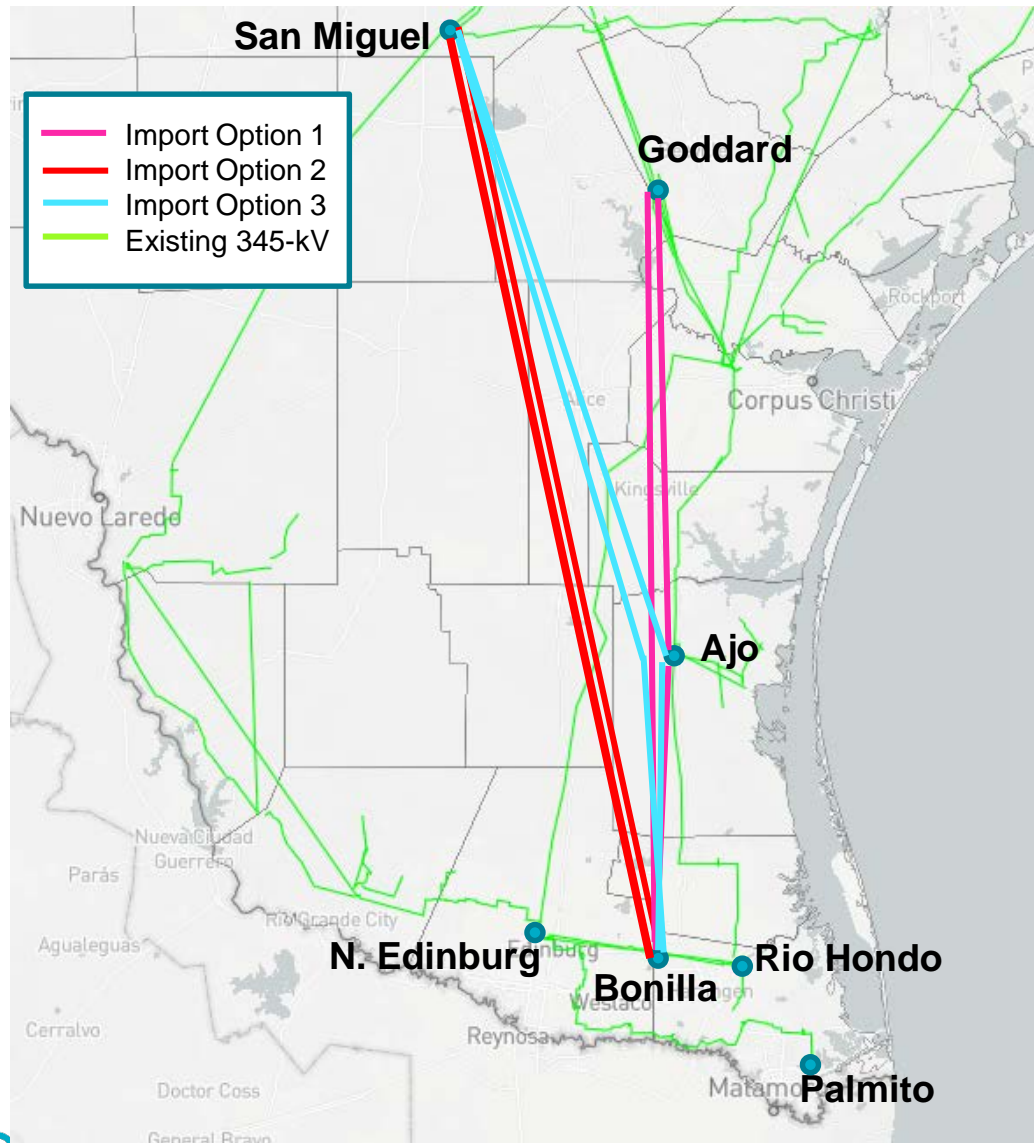 San Miguel
Import Option 1
Import Option 2
Import Option 3
Existing 345-kV
Goddard
Rockport
Alice
Corpus Christi
Kingsville
Nuevo Laredo
Ajo
Nueva Ciudad
Guerrero
Parás
Rio Grande City
Agualeguas
N. Edinburg
Edinburg
Rio Hondo
Bonilla
Weslaco
Cerralvo
Reynosa
Doctor Coss
Palmito
General Bravo